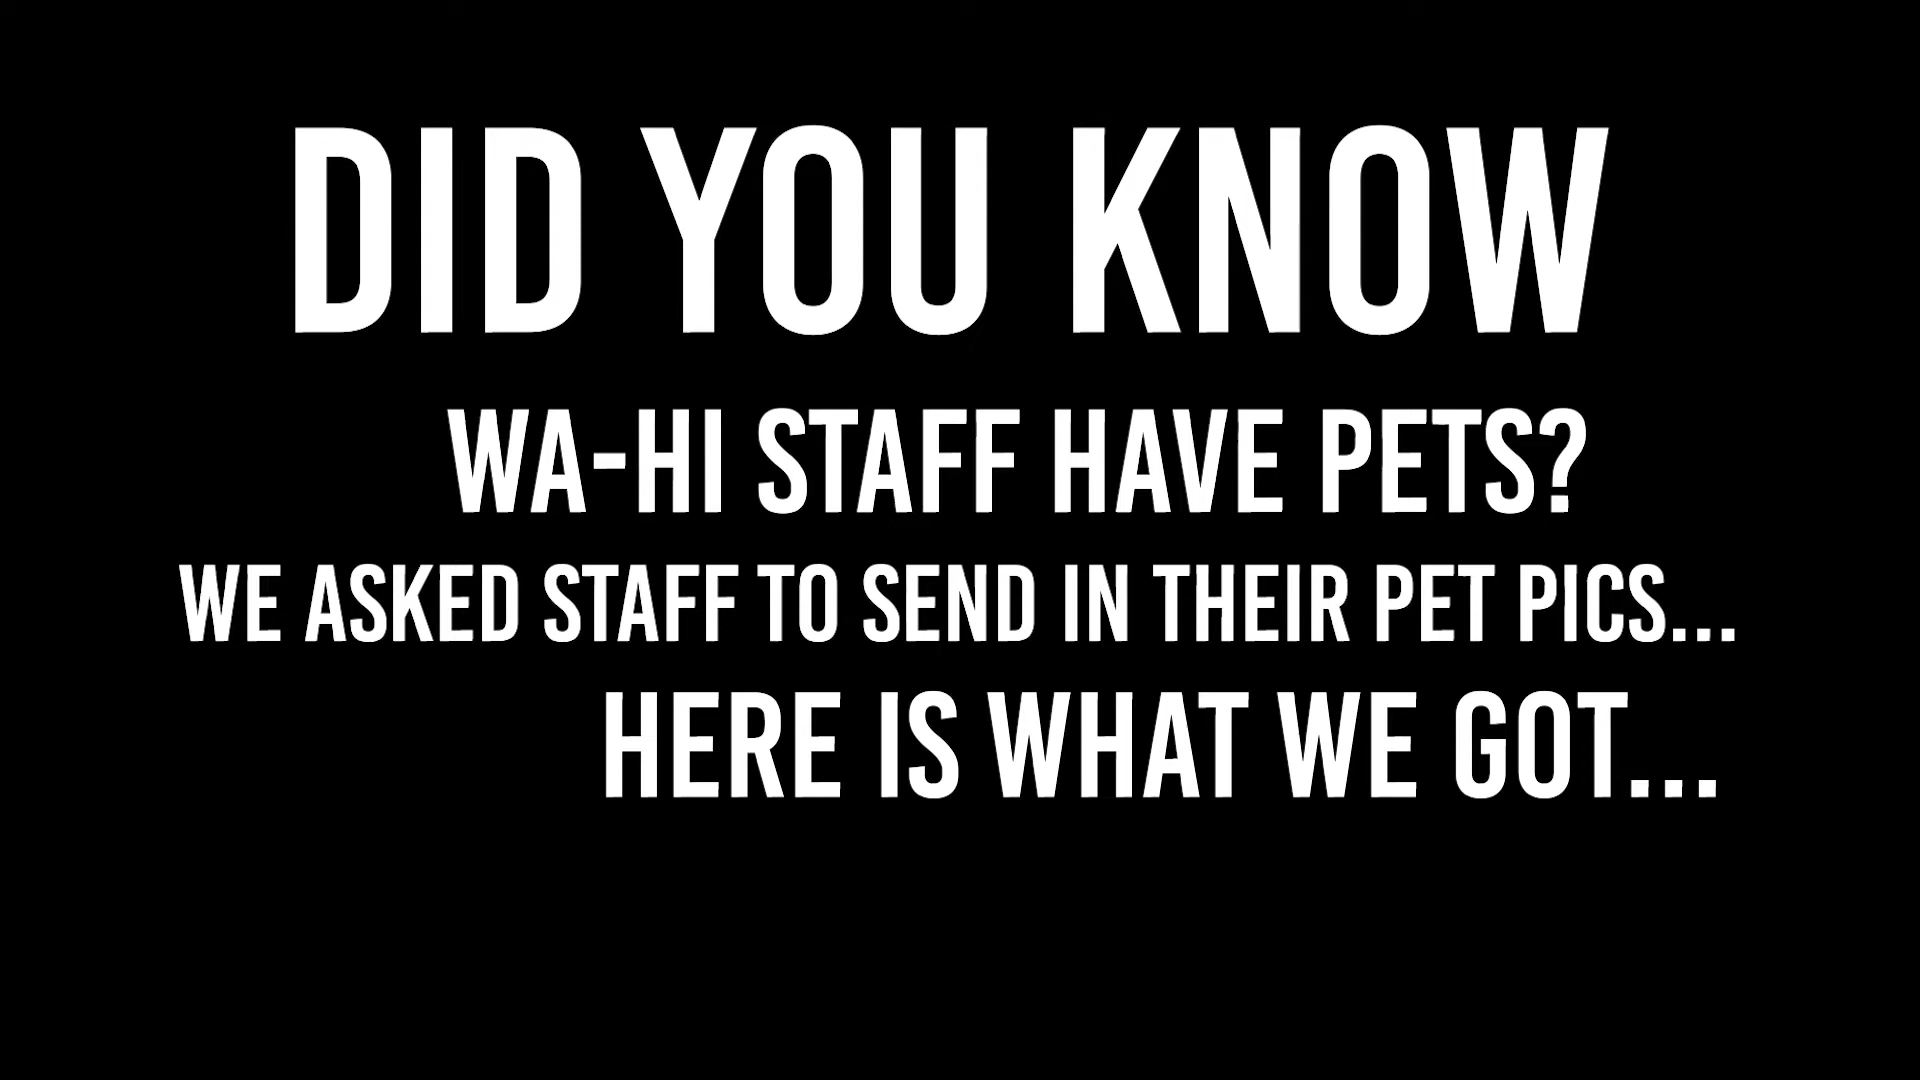 DID YOU KNOW
WA-HI STAFF HAVE PETS?
WE ASKED STAFF TO SEND IN THEIR PET PICS...
HERE IS WHAT WE GOT...